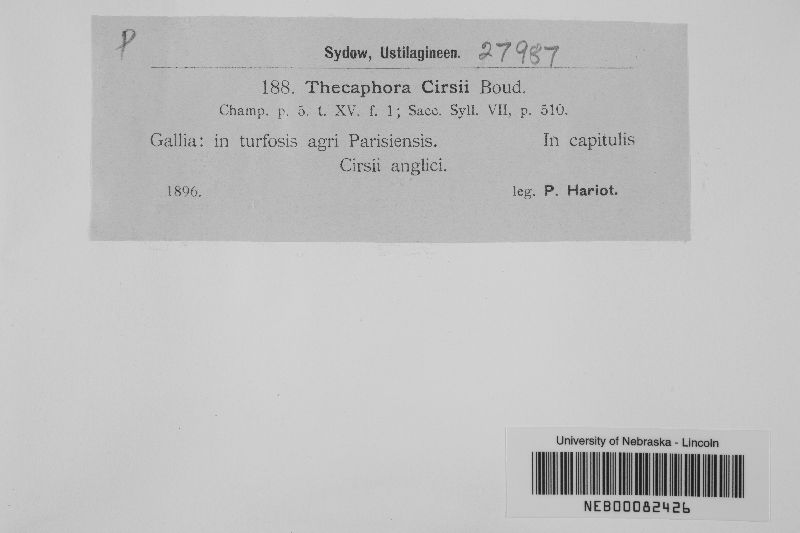 P
Sydow, Ustilagineen. 27987
188. Thecaphora Cirsii Boud.
Champ. p. 5. t. XV. f. 1; Sacc. Syll. VII, p. 510.
Gallia: in turfosis agri Parisiensis. In capitulis
Cirsii anglici.
1896. leg. P. Hariot.
University of Nebraska - Lincoln
NEB00082426